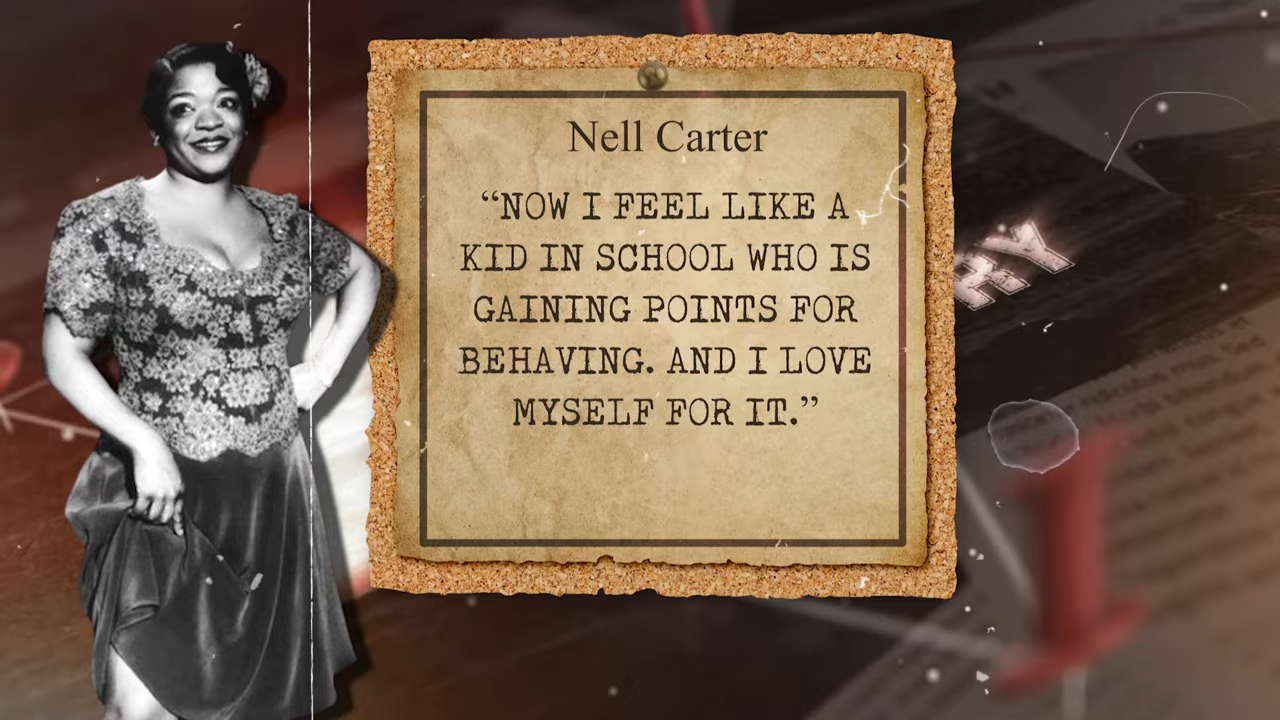 Nell Carter
“NOW I FEEL LIKE A
KID IN SCHOOL WHO IS
GAINING POINTS FOR
BEHAVING. AND I LOVE
MYSELF FOR IT.”